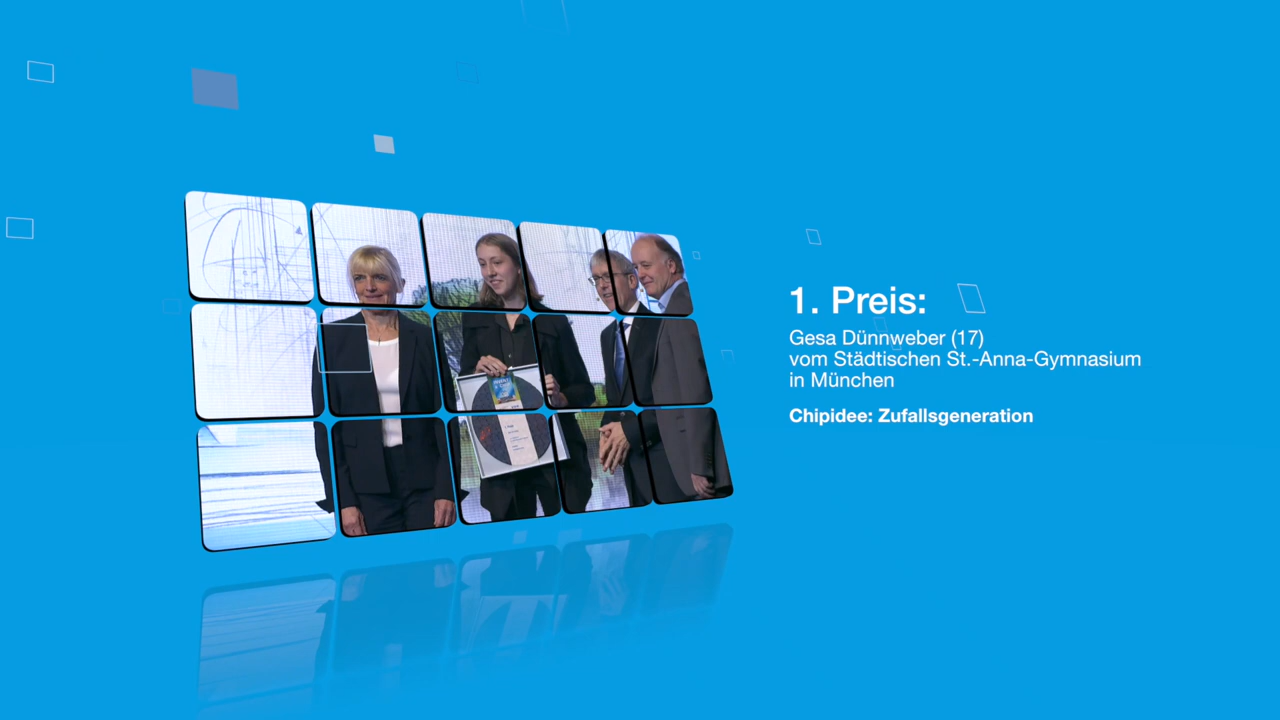 1. Preis:
Gesa Dünnweber (17)
vom Städtischen St.-Anna-Gymnasium
in München
Chipidee: Zufallsgeneration